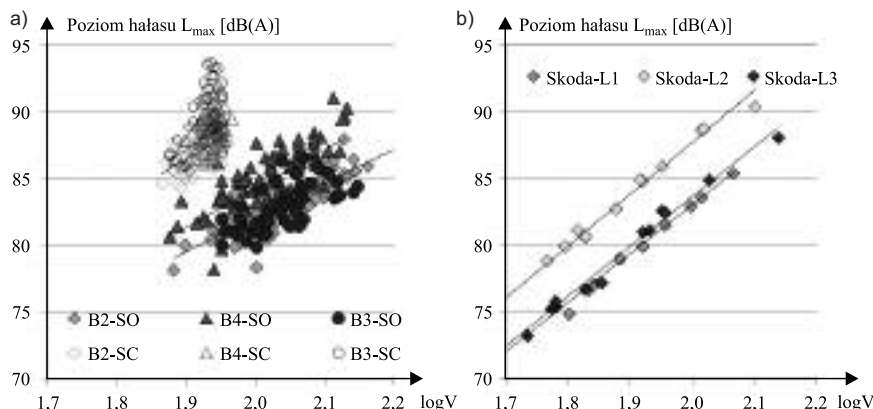 a) Poziom hałasu Lmax [dB(A)]
95
90
85
80
75
70
B2-SO B4-SO B3-SO
B2-SC B4-SC B3-SC
1,7 1,8 1,9 2,0 2,1 logV 2,2
b) Poziom hałasu Lmax [dB(A)]
95
90
85
80
75
70
Skoda-L1 Skoda-L2 Skoda-L3
1,7 1,8 1,9 2,0 2,1 2,2 logV